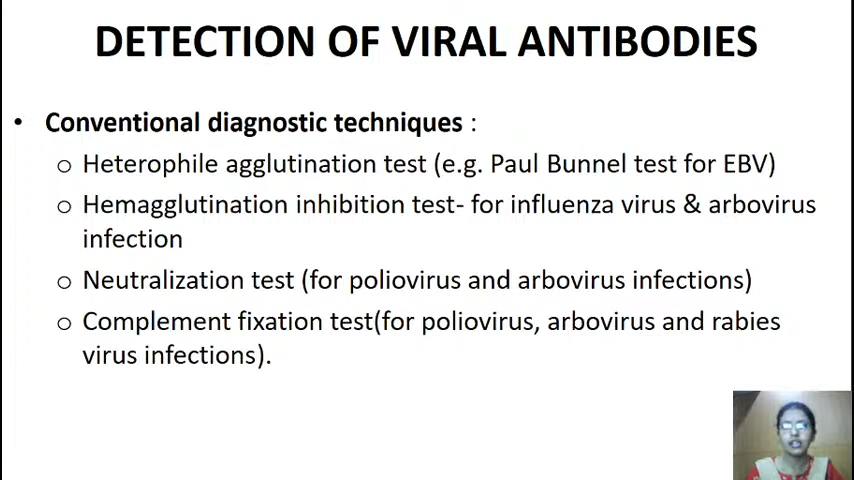 DETECTION OF VIRAL ANTIBODIES
• Conventional diagnostic techniques :
o Heterophile agglutination test (e.g. Paul Bunnel test for EBV)
o Hemagglutination inhibition test- for influenza virus & arbovirus
infection
o Neutralization test (for poliovirus and arbovirus infections)
o Complement fixation test(for poliovirus, arbovirus and rabies
virus infections).